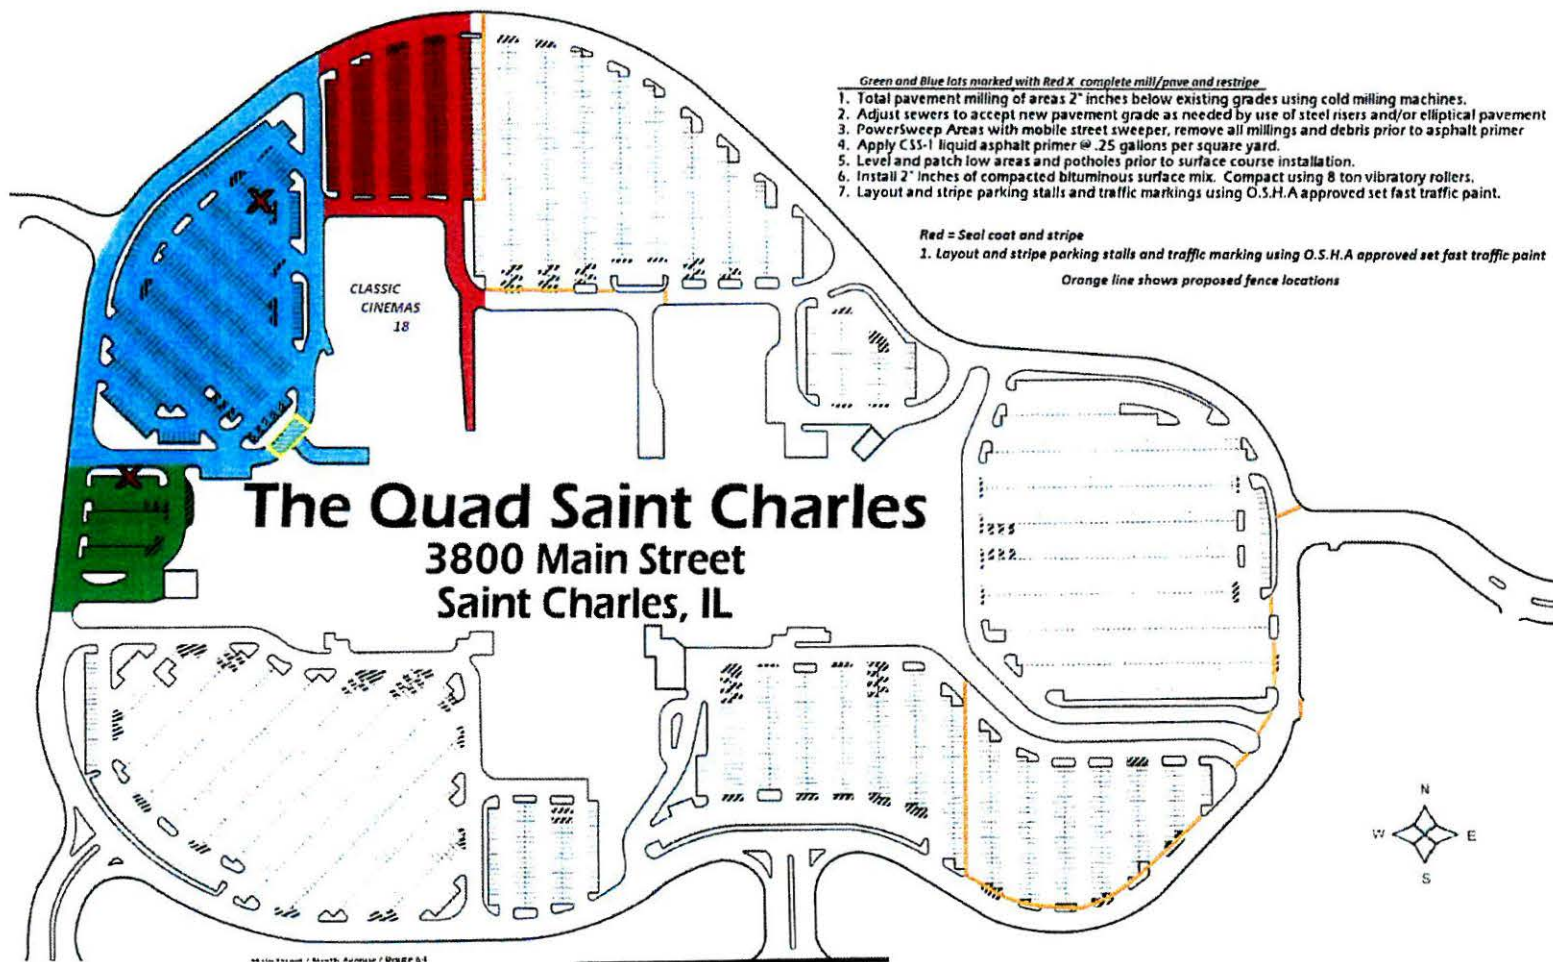 Green and Blue lots marked with Red X complete mill/pave and restripe
1. Total pavement milling of areas 2" inches below existing grades using cold milling machines.
2. Adjust sewers to accept new pavement grade as needed by use of steel risers and/or elliptical pavement
3. PowerSweep Areas with mobile street sweeper, remove all millings and debris prior to asphalt primer
4. Apply CSS-1 liquid asphalt primer @ .25 gallons per square yard.
5. Level and patch low areas and potholes prior to surface course installation.
6. Install 2" Inches of compacted bituminous surface mix. Compact using 8 ton vibratory rollers.
7. Layout and stripe parking stalls and traffic markings using O.S.H.A approved set fast traffic paint.
Red = Seal coat and stripe
1. Layout and stripe parking stalls and traffic marking using O.S.H.A approved set fast traffic paint
Orange line shows proposed fence locations
CLASSIC
CINEMAS
18
The Quad Saint Charles
3800 Main Street
Saint Charles, IL
N
W E
S
Main Street / North Avenue / Route 64